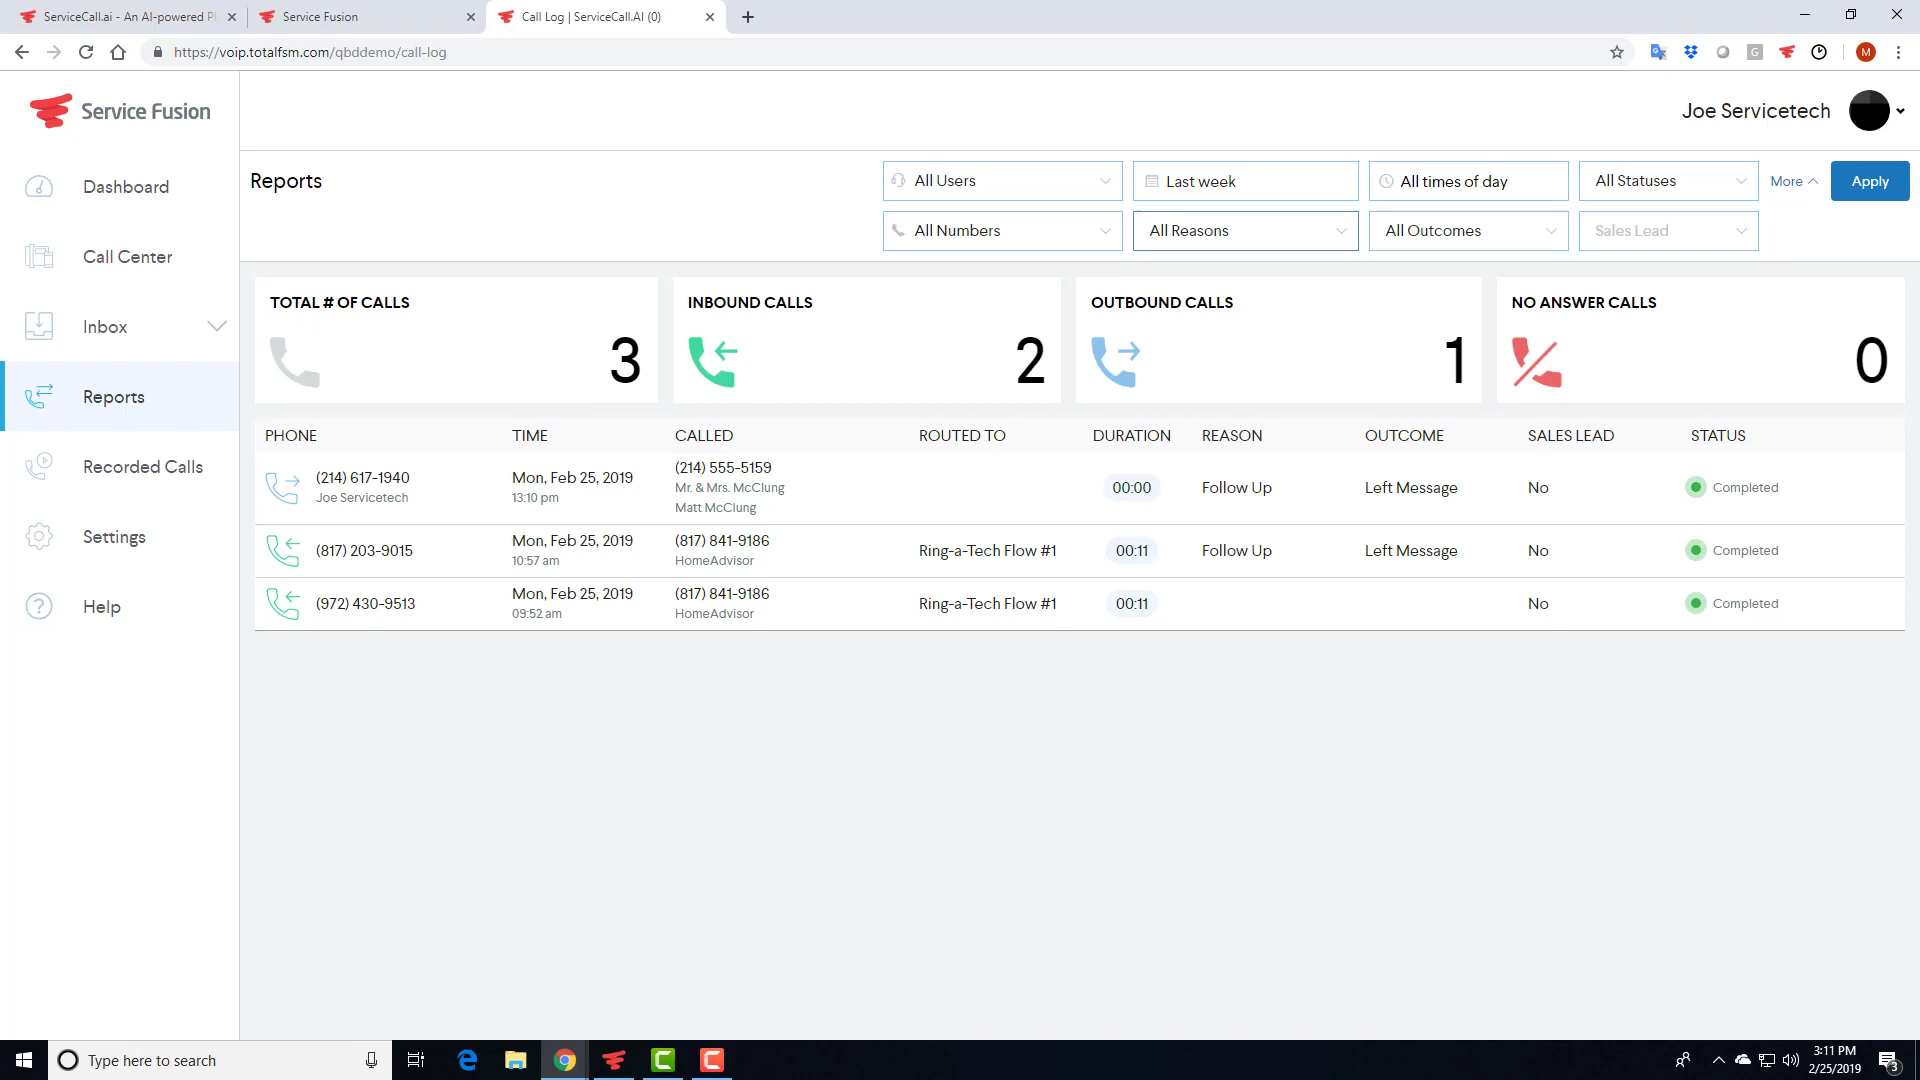 ServiceCall.ai - An AI-powered Pl
Service Fusion
Call Log | ServiceCall.AI (0)
https://voip.totalfsm.com/qbddemo/call-log
G
M
Service Fusion
Joe Servicetech
Dashboard
Call Center
Inbox
Reports
Recorded Calls
Settings
Help
Reports
All Users
Last week
All times of day
All Statuses
More
Apply
All Numbers
All Reasons
All Outcomes
Sales Lead
TOTAL # OF CALLS
3
INBOUND CALLS
2
OUTBOUND CALLS
1
NO ANSWER CALLS
0
PHONE TIME CALLED ROUTED TO DURATION REASON OUTCOME SALES LEAD STATUS
(214) 617-1940
Joe Servicetech
Mon, Feb 25, 2019
13:10 pm
(214) 555-5159
Mr. & Mrs. McClung
Matt McClung
00:00
Follow Up
Left Message
No
Completed
(817) 203-9015
Mon, Feb 25, 2019
10:57 am
(817) 841-9186
HomeAdvisor
Ring-a-Tech Flow #1
00:11
Follow Up
Left Message
No
Completed
(972) 430-9513
Mon, Feb 25, 2019
09:52 am
(817) 841-9186
HomeAdvisor
Ring-a-Tech Flow #1
00:11
No
Completed
Type here to search
3:11 PM
2/25/2019
3